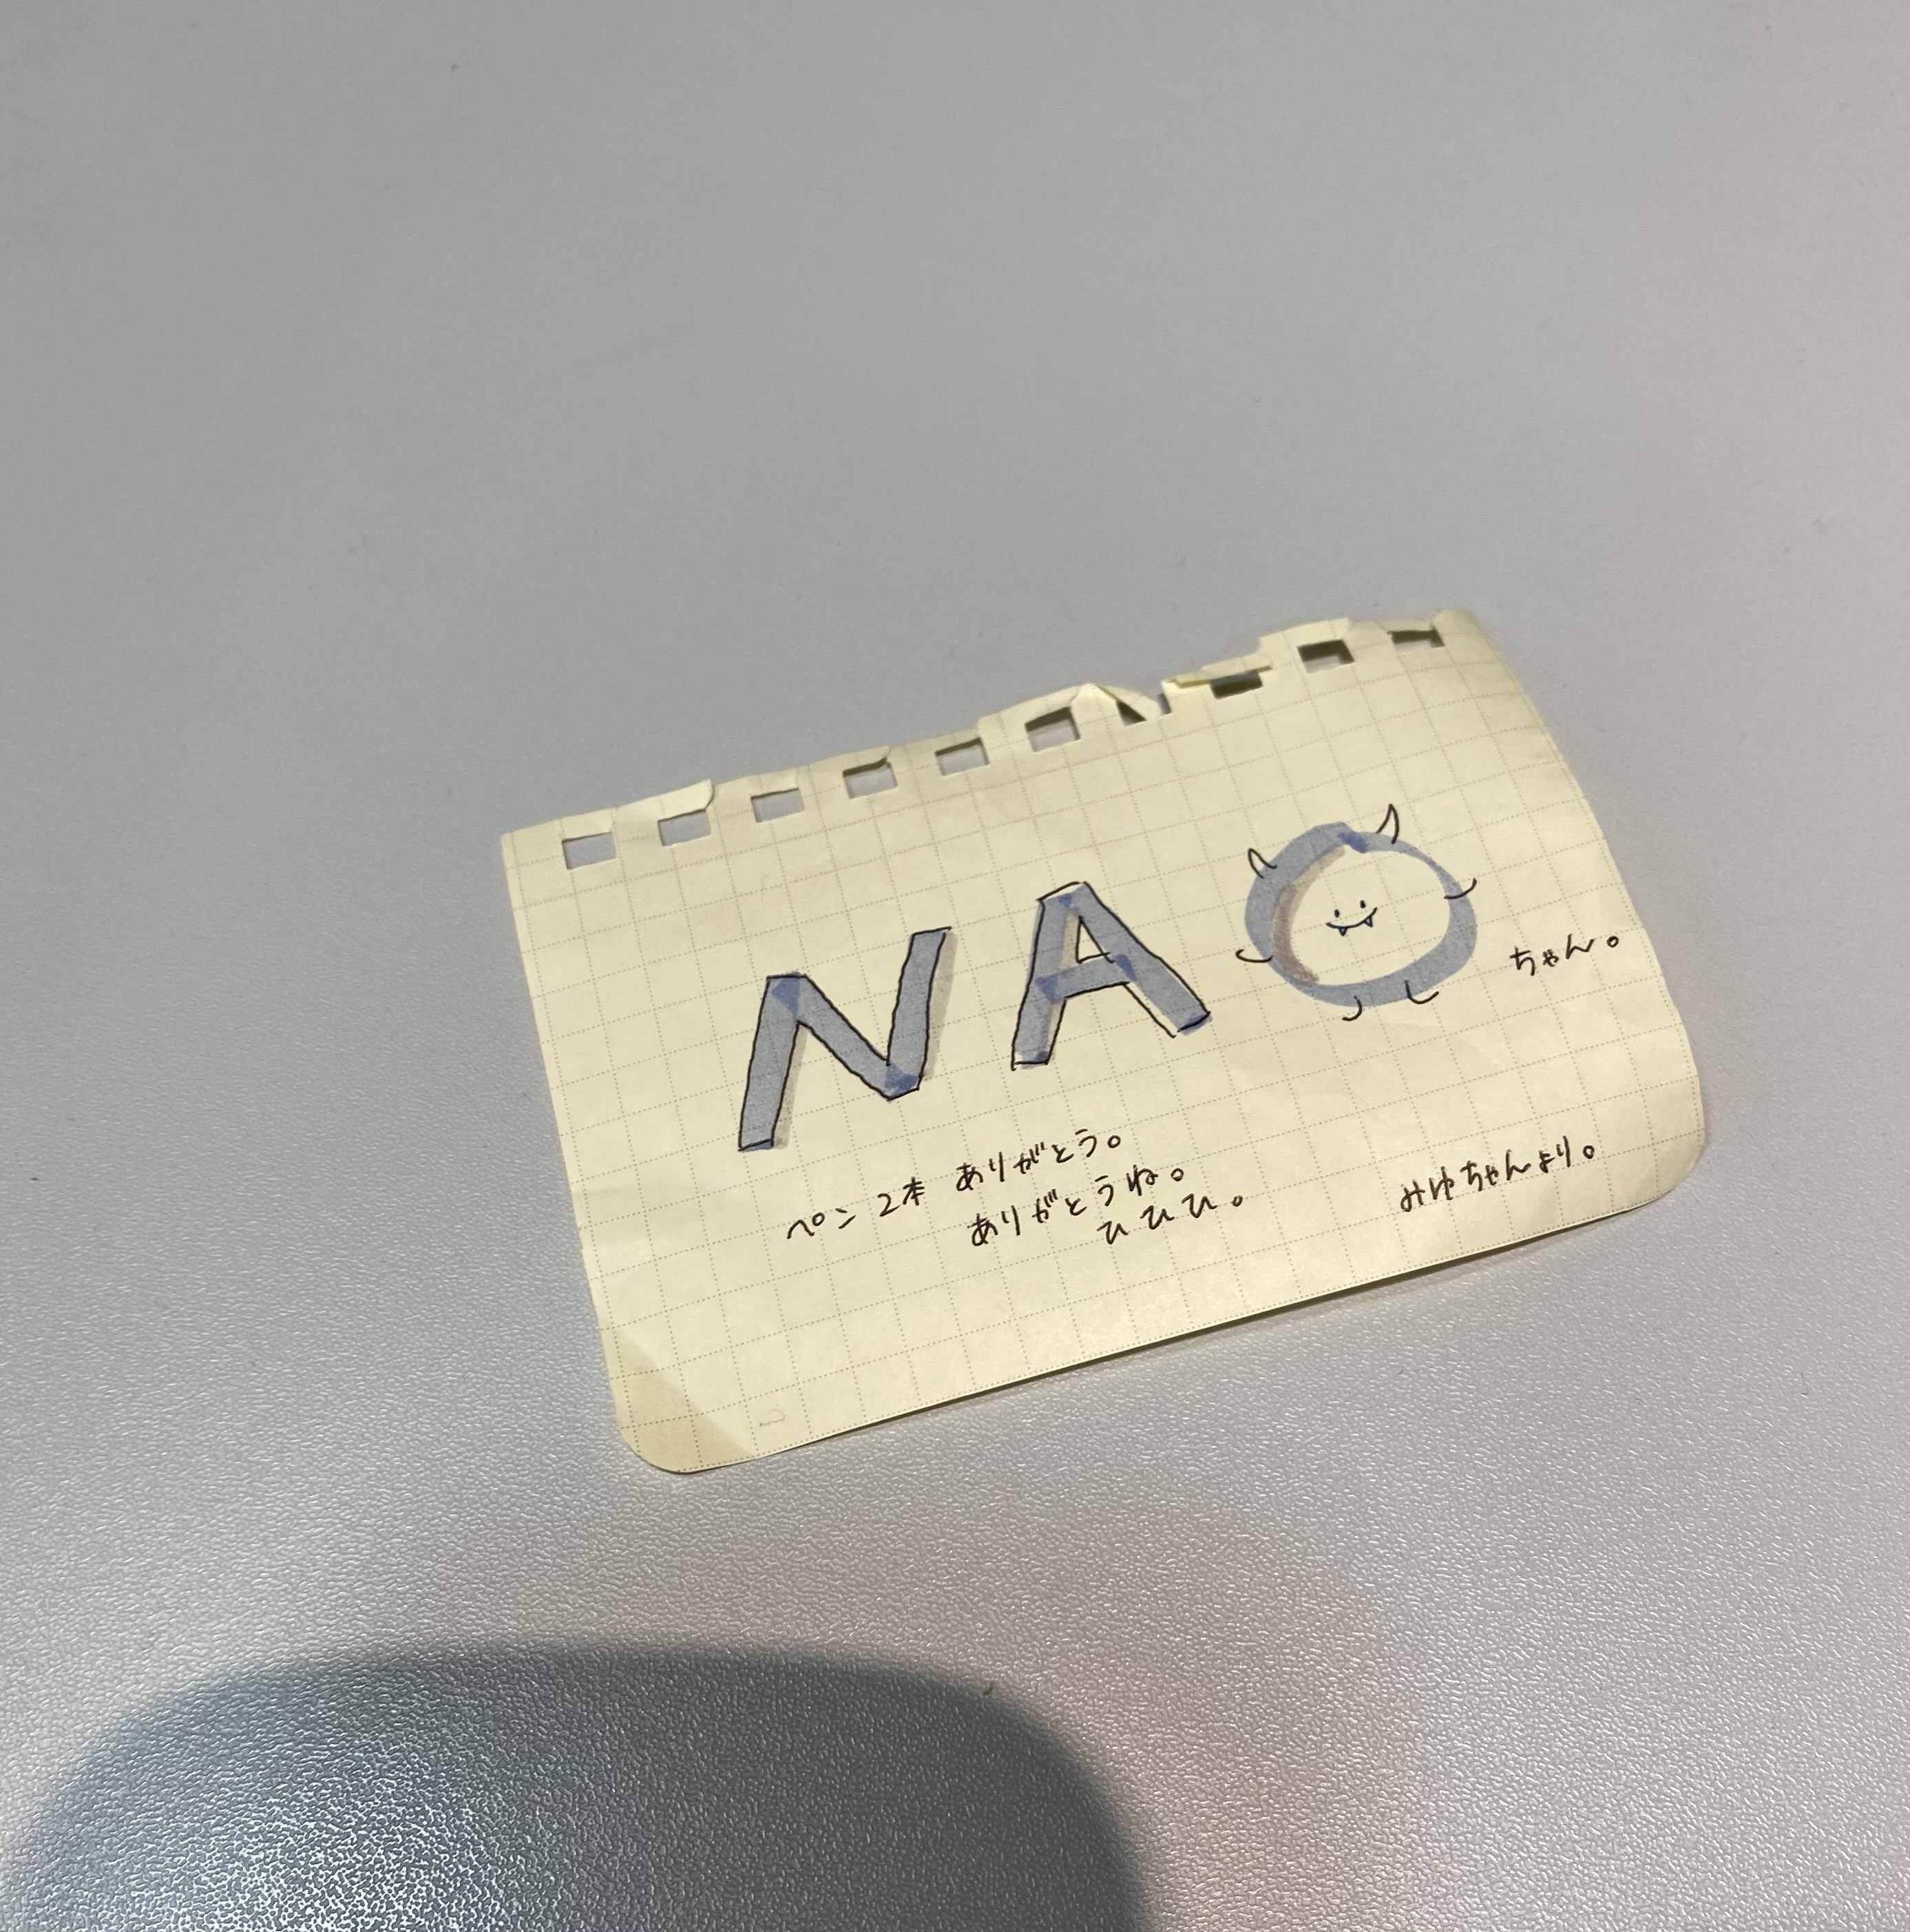 NAO ちゃん。
ペン2本 ありがとう。
ありがとうね。
ひひひ。
みゆちゃんより。